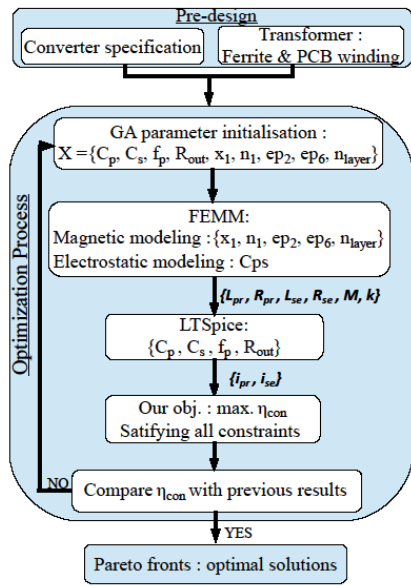 Pre-design
Converter specification
Transformer :
Ferrite & PCB winding
Optimization Process
GA parameter initialisation :
X ={Cp, Cs, fp, Rout, x1, n1, ep2, ep6, nlayer}
FEMM:
Magnetic modeling :{x1, n1, ep2, ep6, nlayer}
Electrostatic modeling : Cps
{Lpr, Rpr, Lse, Rse, M, k}
LTSpice:
{Cp, Cs, fp, Rout}
{ipr, ise}
Our obj. : max. ηcon
Satifying all constraints
NO
Compare ηcon with previous results
YES
Pareto fronts : optimal solutions